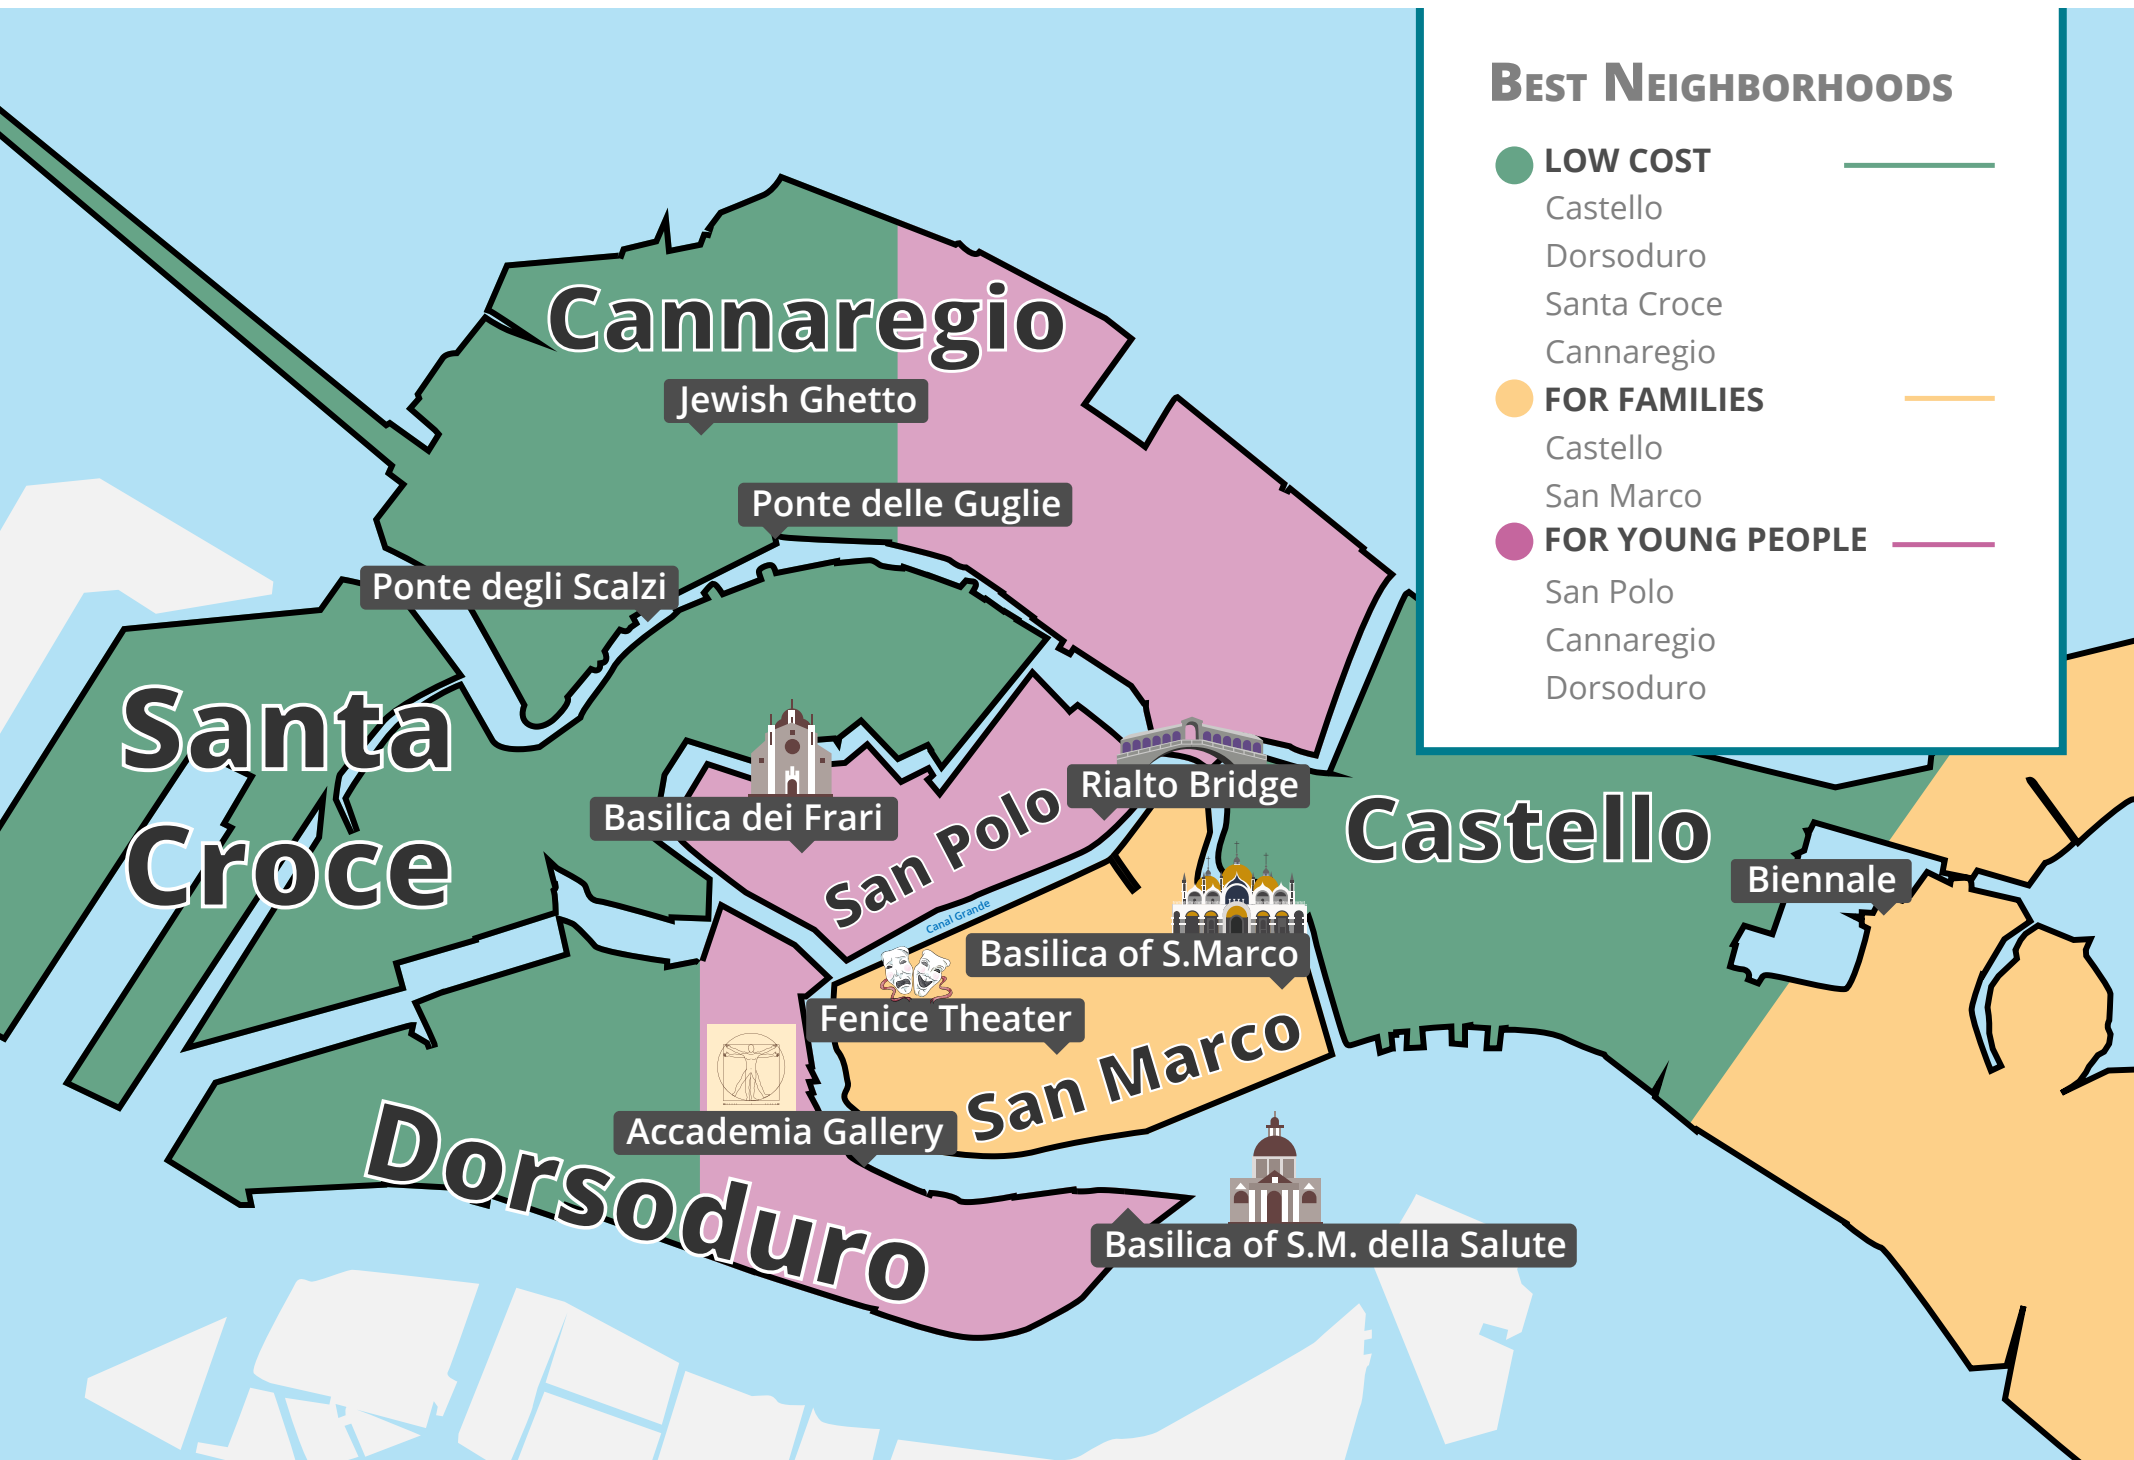 BEST NEIGHBORHOODS
LOW COST
Castello
Dorsoduro
Santa Croce
Cannaregio
FOR FAMILIES
Castello
San Marco
FOR YOUNG PEOPLE
San Polo
Cannaregio
Dorsoduro
Cannaregio
Jewish Ghetto
Ponte delle Guglie
Ponte degli Scalzi
Santa
Croce
Basilica dei Frari
San Polo
Rialto Bridge
Castello
Biennale
Canal Grande
Basilica of S.Marco
Fenice Theater
San Marco
Accademia Gallery
Dorsoduro
Basilica of S.M. della Salute